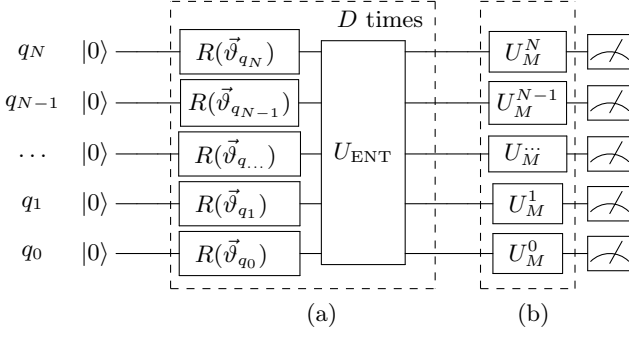 D times
q_N |0⟩ R(ϑ⃗_{q_N}) U_M^N
q_{N−1} |0⟩ R(ϑ⃗_{q_{N−1}}) U_M^{N−1}
... |0⟩ R(ϑ⃗_{q_{...}}) U_ENT U_M^{...}
q_1 |0⟩ R(ϑ⃗_{q_1}) U_M^1
q_0 |0⟩ R(ϑ⃗_{q_0}) U_M^0
(a) (b)